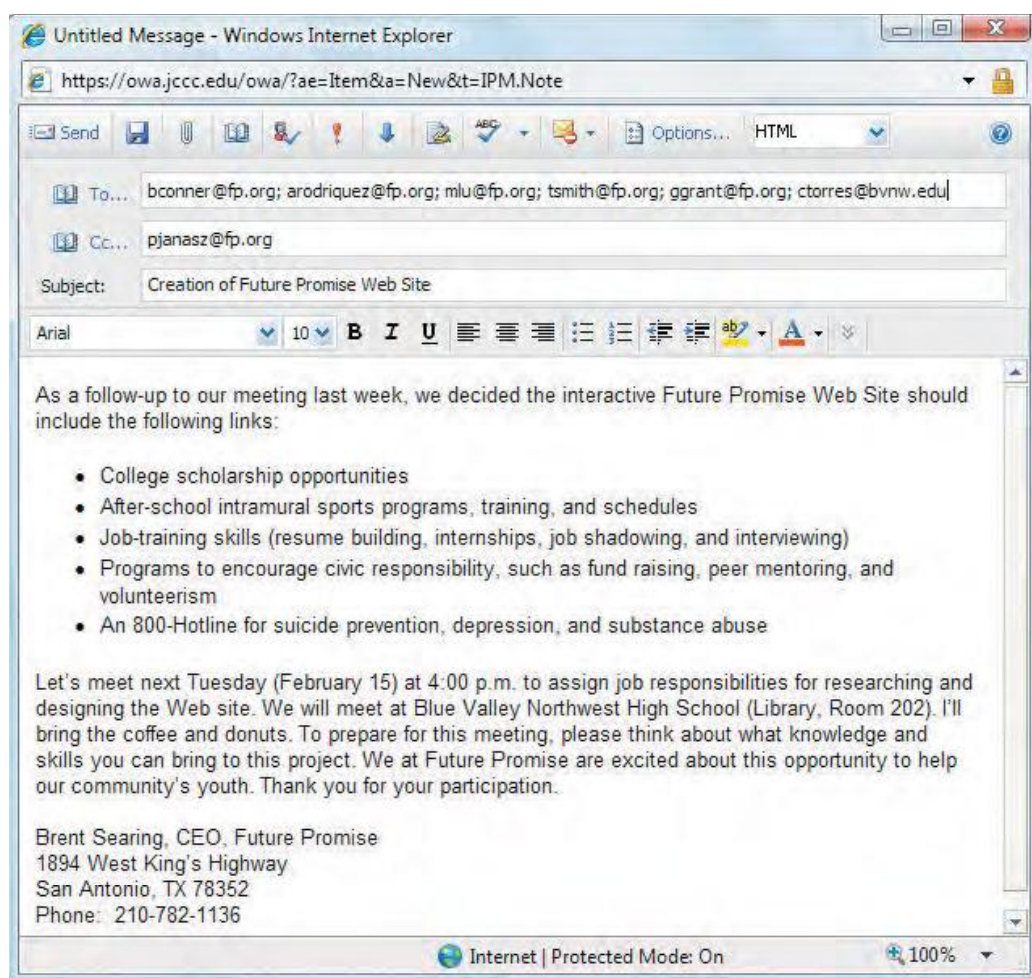 Untitled Message - Windows Internet Explorer
https://owa.jccc.edu/owa/?ae=Item&a=New&t=IPM.Note
Send ABC Options... HTML
To... bconner@fp.org; arodriquez@fp.org; mlu@fp.org; tsmith@fp.org; ggrant@fp.org; ctorres@bvnw.edu
Cc... pjanasz@fp.org
Subject: Creation of Future Promise Web Site
Arial 10 B I U ab A
As a follow-up to our meeting last week, we decided the interactive Future Promise Web Site should
include the following links:
• College scholarship opportunities
• After-school intramural sports programs, training, and schedules
• Job-training skills (resume building, internships, job shadowing, and interviewing)
• Programs to encourage civic responsibility, such as fund raising, peer mentoring, and
volunteerism
• An 800-Hotline for suicide prevention, depression, and substance abuse
Let's meet next Tuesday (February 15) at 4:00 p.m. to assign job responsibilities for researching and
designing the Web site. We will meet at Blue Valley Northwest High School (Library, Room 202). I'll
bring the coffee and donuts. To prepare for this meeting, please think about what knowledge and
skills you can bring to this project. We at Future Promise are excited about this opportunity to help
our community's youth. Thank you for your participation.
Brent Searing, CEO, Future Promise
1894 West King's Highway
San Antonio, TX 78352
Phone: 210-782-1136
Internet | Protected Mode: On 100%